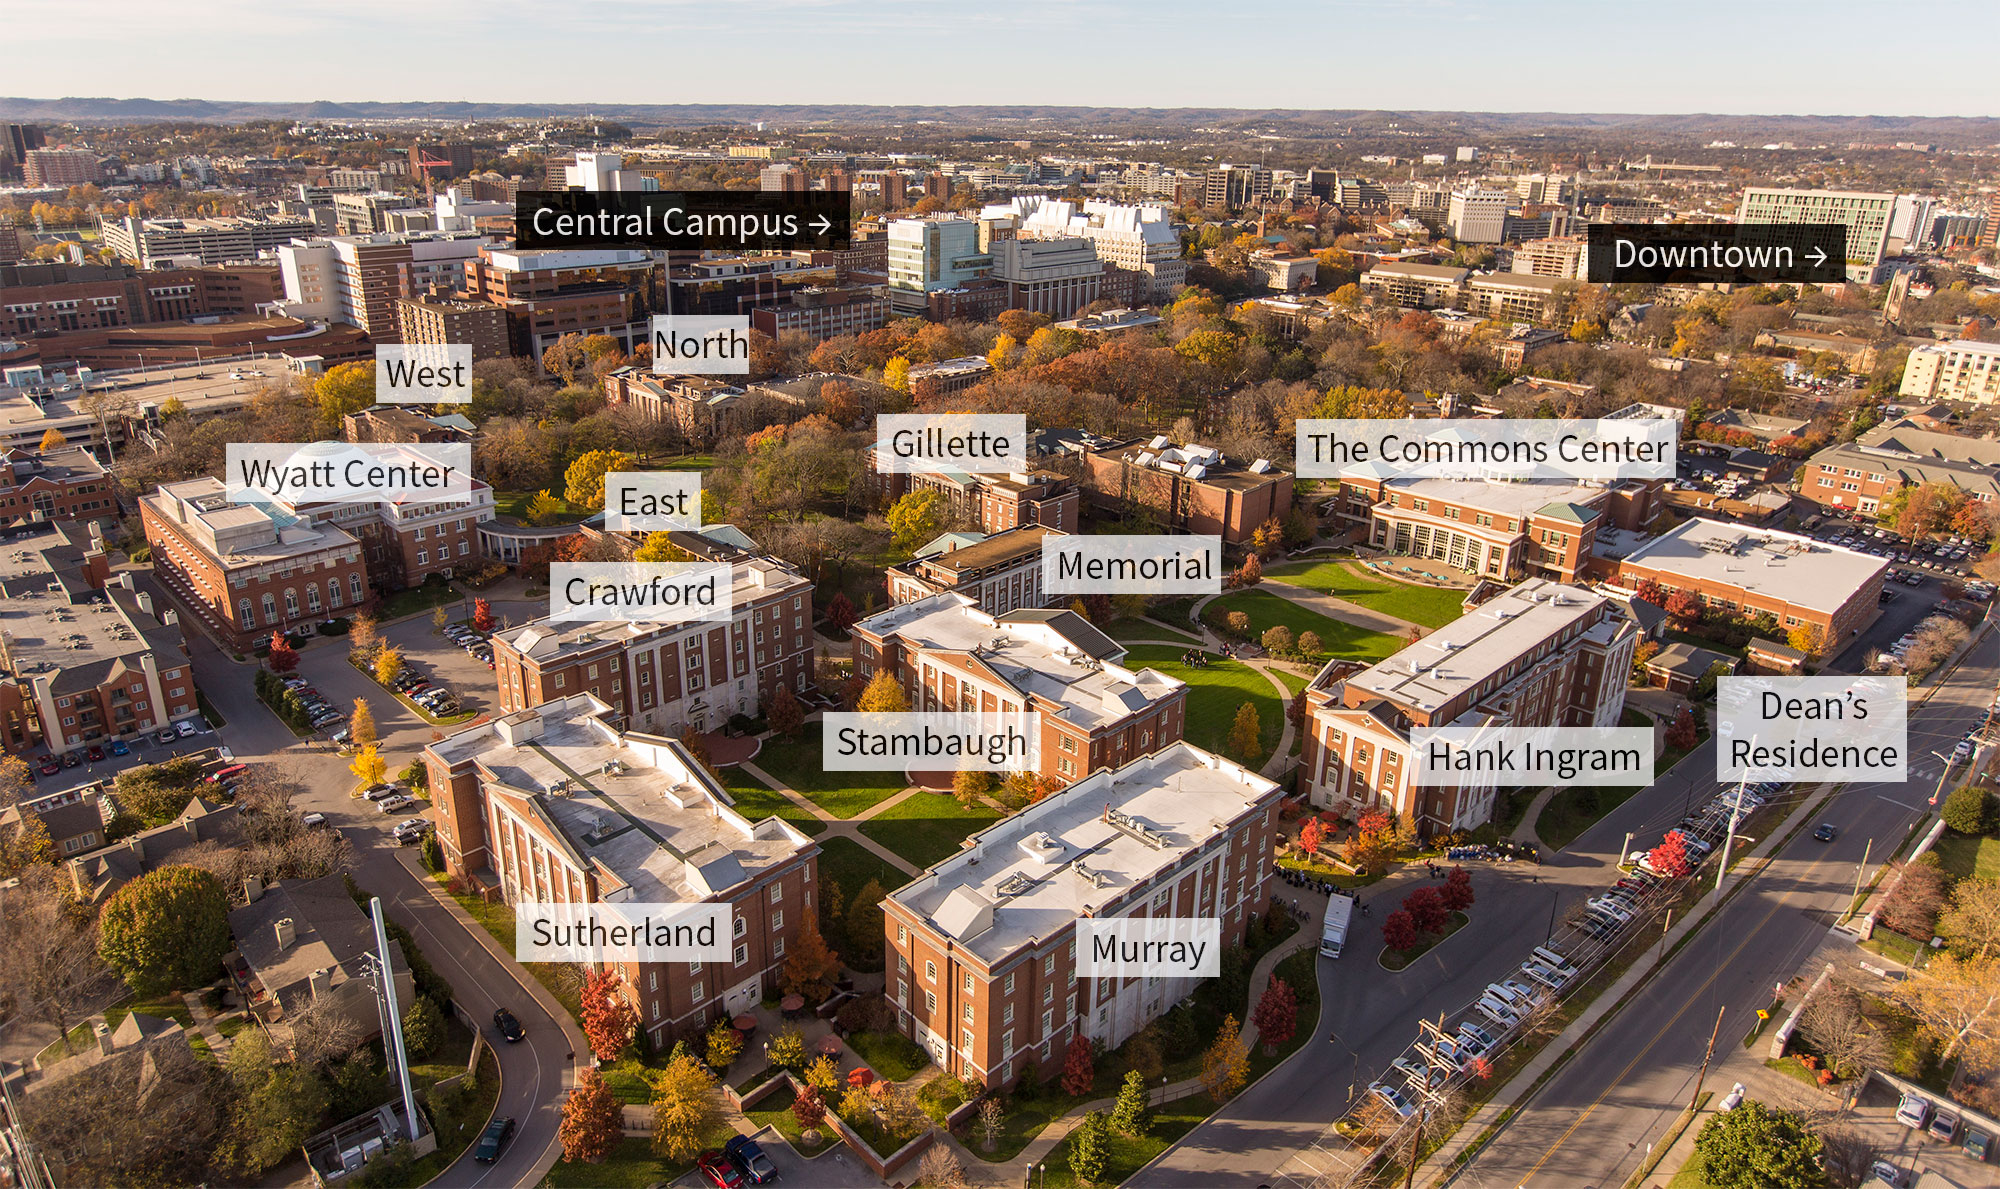 Central Campus →
Downtown →
North
West
Gillette
The Commons Center
Wyatt Center
East
Memorial
Crawford
Dean’s
Residence
Stambaugh
Hank Ingram
Sutherland
Murray